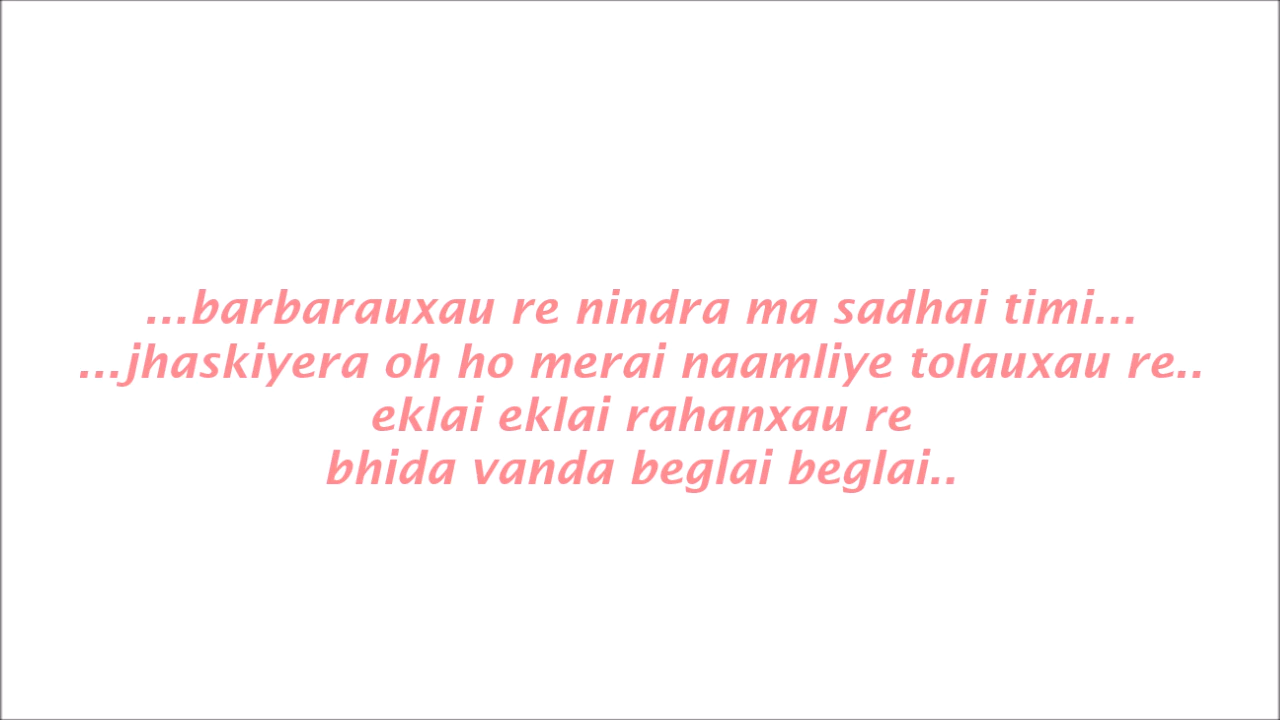 ...barbarauxau re nindra ma sadhai timi...
...jhaskiyera oh ho merai naamliye tolauxau re..
eklai eklai rahanxau re
bhida vanda beglai beglai..